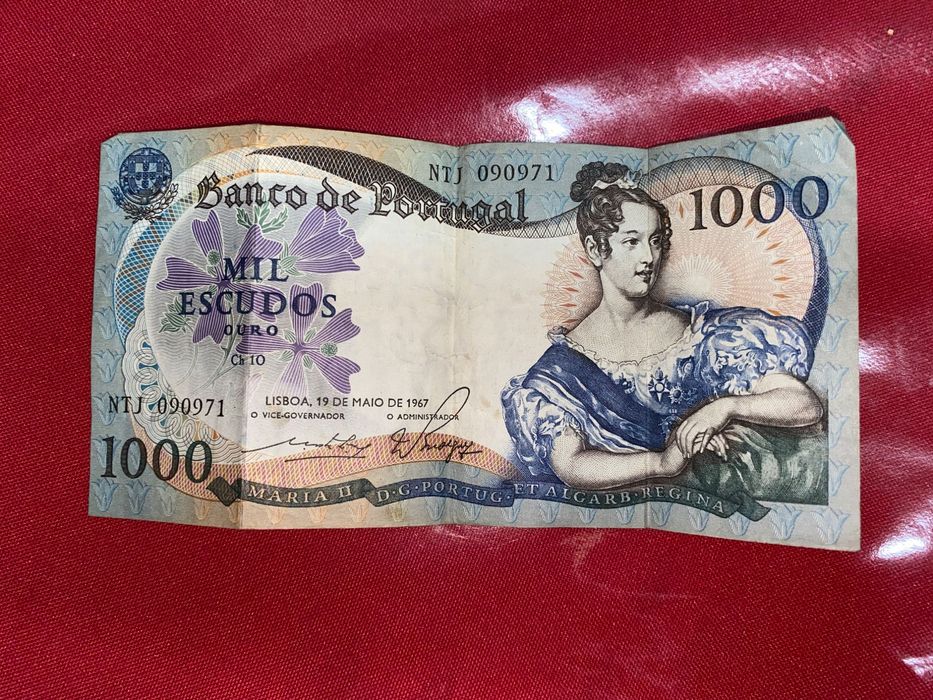 NTJ 090971
Banco de Portugal
1000
MIL
ESCUDOS
OURO
Ch 10
LISBOA, 19 DE MAIO DE 1967
NTJ 090971
O VICE-GOVERNADOR
O ADMINISTRADOR
1000
MARIA II D·G·PORTUG·ET ALGARB·REGINA